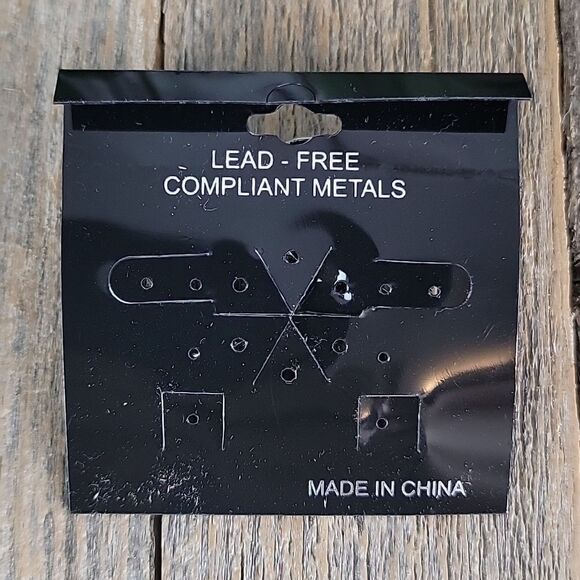 LEAD - FREE
COMPLIANT METALS
MADE IN CHINA